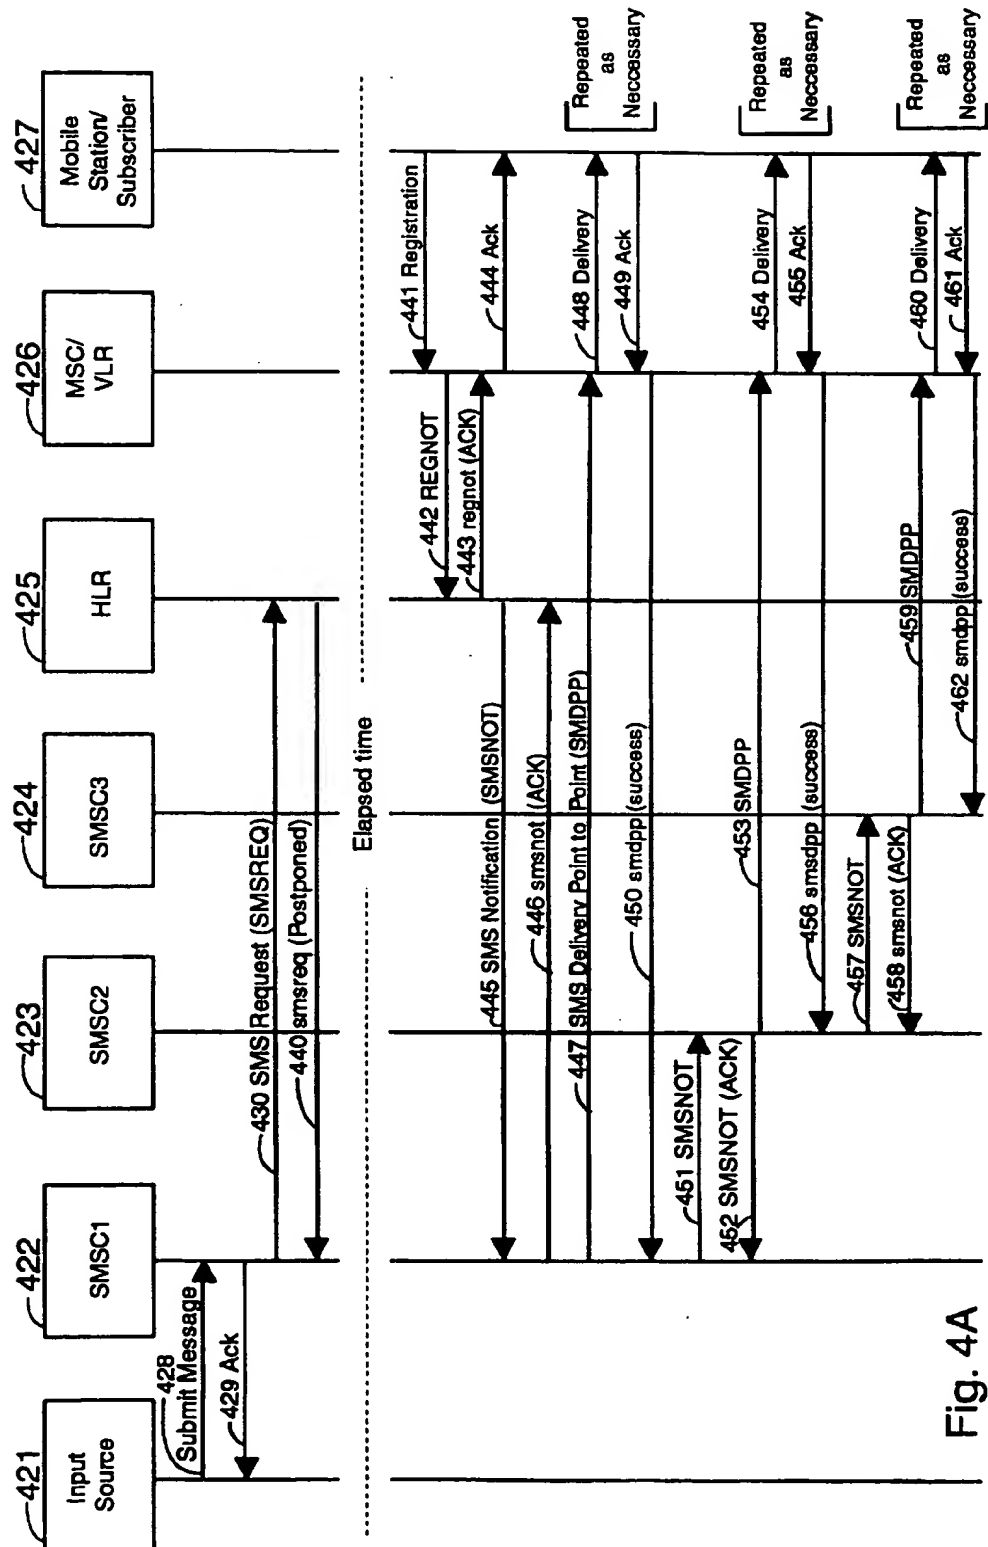 421
Input
Source
422
SMSC1
423
SMSC2
424
SMSC3
425
HLR
426
MSC/
VLR
427
Mobile
Station/
Subscriber
428
Submit Message
429 Ack
430 SMS Request (SMSREQ)
440 smsreq (Postponed)
Elapsed time
441 Registration
442 REGNOT
443 regnot (ACK)
444 Ack
445 SMS Notification (SMSNOT)
446 smsnot (ACK)
447 SMS Delivery Point to Point (SMDPP)
448 Delivery
449 Ack
450 smdpp (success)
Repeated
as
Neccessary
451 SMSNOT
452 SMSNOT (ACK)
453 SMDPP
454 Delivery
455 Ack
456 smsdpp (success)
Repeated
as
Neccessary
457 SMSNOT
458 smsnot (ACK)
459 SMDPP
460 Delivery
461 Ack
462 smdpp (success)
Repeated
as
Neccessary
Fig. 4A